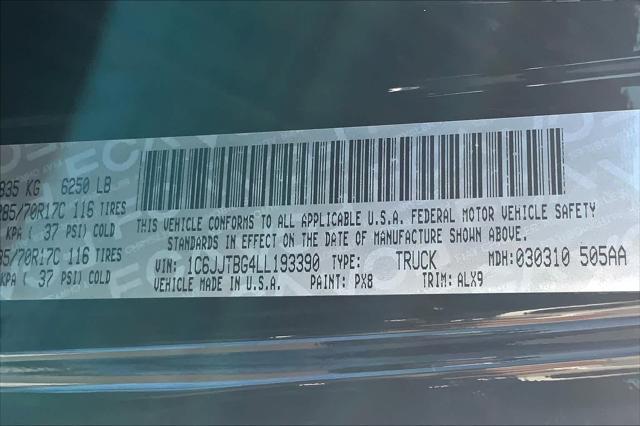 835 KG 6250 LB
285/70R17C 116 TIRES
KPA ( 37 PSI) COLD
85/70R17C 116 TIRES
KPA ( 37 PSI) COLD
THIS VEHICLE CONFORMS TO ALL APPLICABLE U.S.A. FEDERAL MOTOR VEHICLE SAFETY
STANDARDS IN EFFECT ON THE DATE OF MANUFACTURE SHOWN ABOVE.
VIN: 1C6JJTBG4LL193390 TYPE: TRUCK MDH: 030310 505AA
VEHICLE MADE IN U.S.A. PAINT: PX8 TRIM: ALX9